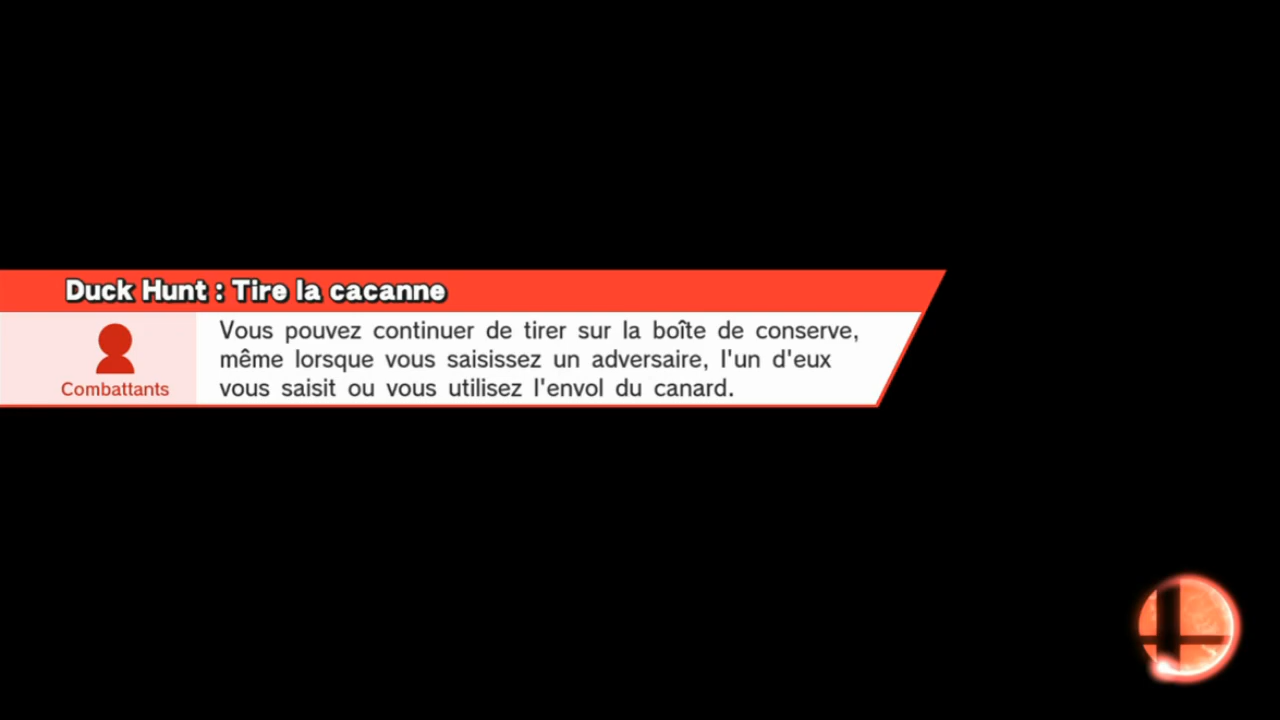 Duck Hunt : Tire la cacanne
Vous pouvez continuer de tirer sur la boîte de conserve,
même lorsque vous saisissez un adversaire, l'un d'eux
vous saisit ou vous utilisez l'envol du canard.
Combattants